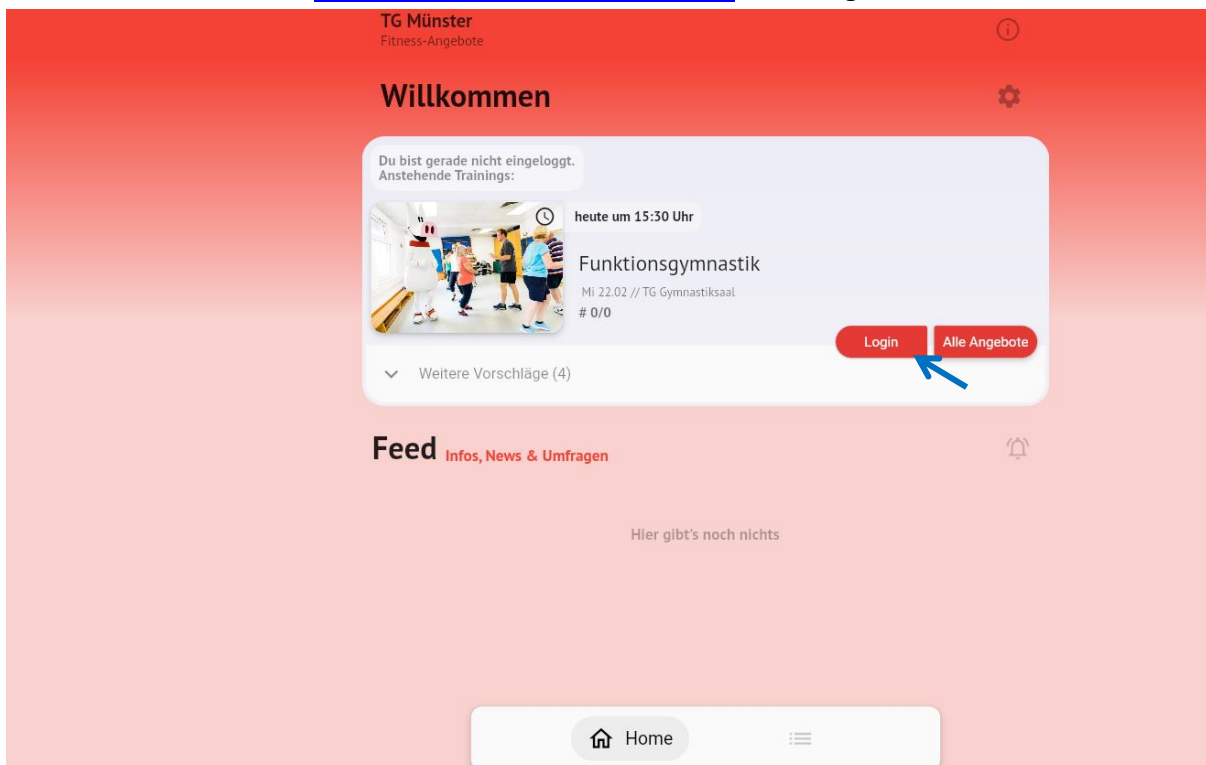 TG Münster
Fitness-Angebote
Willkommen
Du bist gerade nicht eingeloggt.
Anstehende Trainings:
heute um 15:30 Uhr
Funktionsgymnastik
Mi 22.02 // TG Gymnastiksaal
# 0/0
Login
Alle Angebote
Weitere Vorschläge (4)
Feed Infos, News & Umfragen
Hier gibt's noch nichts
Home